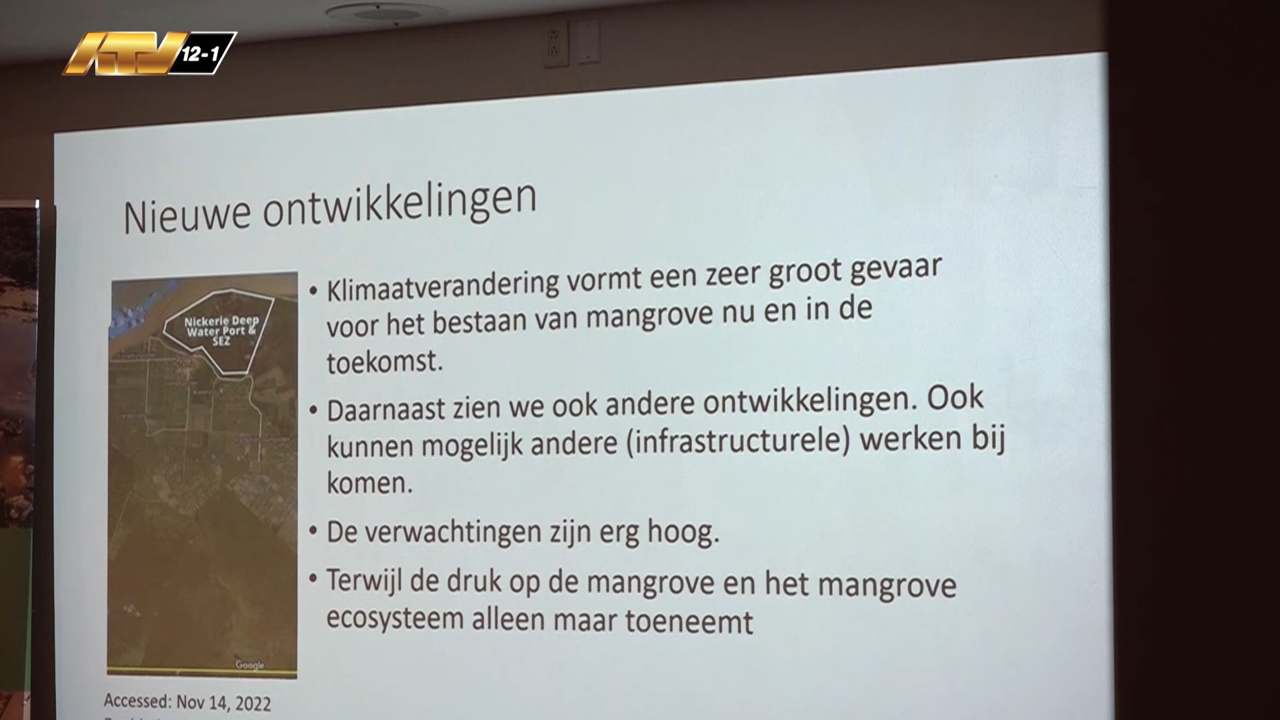 ATV 12-1
Nieuwe ontwikkelingen
Nickerie Deep
Water Port &
SEZ
• Klimaatverandering vormt een zeer groot gevaar
voor het bestaan van mangrove nu en in de
toekomst.
• Daarnaast zien we ook andere ontwikkelingen. Ook
kunnen mogelijk andere (infrastructurele) werken bij
komen.
• De verwachtingen zijn erg hoog.
• Terwijl de druk op de mangrove en het mangrove
ecosysteem alleen maar toeneemt
Google
Accessed: Nov 14, 2022